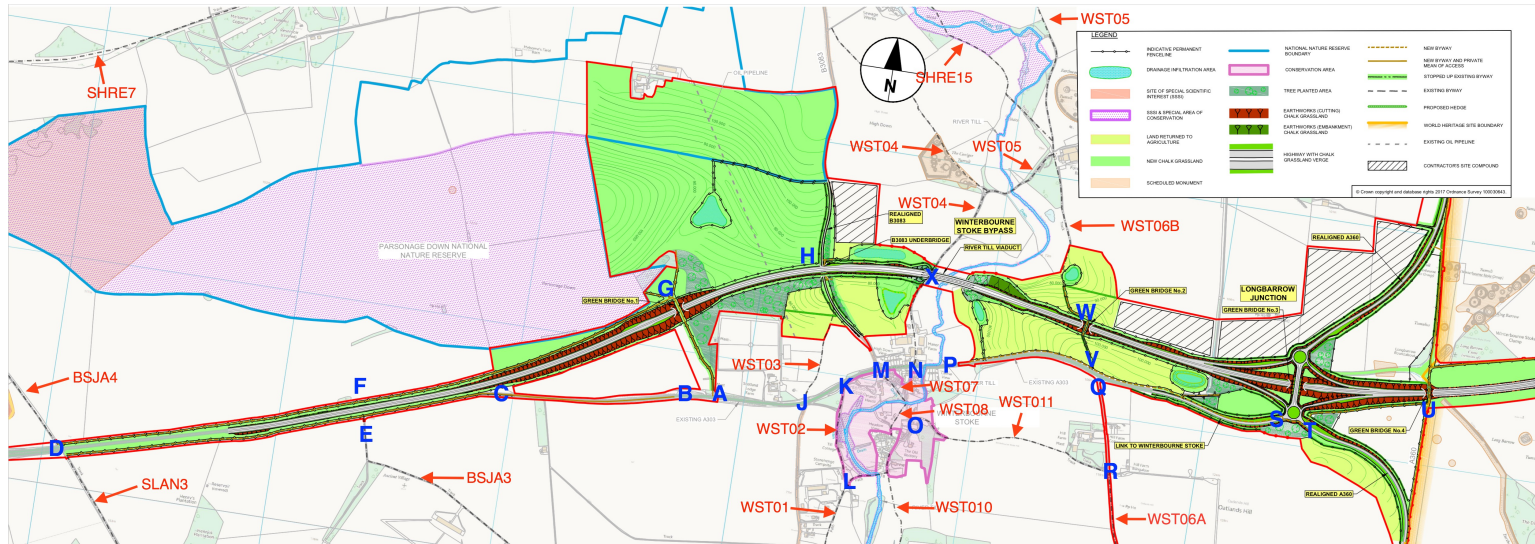 WST05
LEGEND
INDICATIVE PERMANENT
FENCELINE
DRAINAGE INFILTRATION AREA
SITE OF SPECIAL SCIENTIFIC
INTEREST (SSSI)
SSSI & SPECIAL AREA OF
CONSERVATION
LAND RETURNED TO
AGRICULTURE
NEW CHALK GRASSLAND
SCHEDULED MONUMENT
NATIONAL NATURE RESERVE
BOUNDARY
CONSERVATION AREA
TREE PLANTED AREA
EARTHWORKS (CUTTING)
CHALK GRASSLAND
EARTHWORKS (EMBANKMENT)
CHALK GRASSLAND
HIGHWAY WITH CHALK
GRASSLAND VERGE
NEW BYWAY
NEW BYWAY AND PRIVATE
MEAN OF ACCESS
STOPPED UP EXISTING BYWAY
EXISTING BYWAY
PROPOSED HEDGE
WORLD HERITAGE SITE BOUNDARY
EXISTING OIL PIPELINE
CONTRACTOR'S SITE COMPOUND
© Crown copyright and database rights 2017 Ordnance Survey 100030643
N
B3083
OIL PIPELINE
SHRE7
SHRE15
RIVER TILL
WST04
WST05
WST04
WST06B
REALIGNED
B3083
WINTERBOURNE
STOKE BYPASS
B3083 UNDERBRIDGE
RIVER TILL VIADUCT
REALIGNED A360
PARSONAGE DOWN NATIONAL
NATURE RESERVE
H
X
G
GREEN BRIDGE No.1
GREEN BRIDGE No.2
LONGBARROW
JUNCTION
GREEN BRIDGE No.3
W
V
BSJA4
F
C
B
A
WST03
K
M
N
P
WST07
EXISTING A303
Q
J
EXISTING A303
WST08
WST011
O
STOKE
WST02
D
E
S
T
U
GREEN BRIDGE No.4
LINK TO WINTERBOURNE STOKE
L
R
SLAN3
BSJA3
WST01
WST010
WST06A
Oatlands Hill
REALIGNED A360
A360